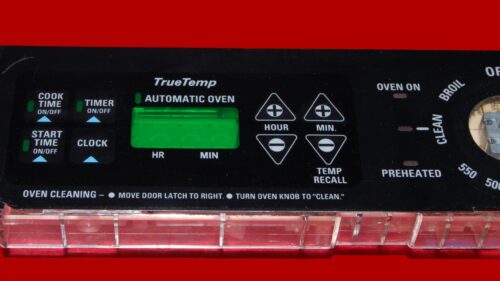 TrueTemp
COOK
TIME
ON/OFF
TIMER
ON/OFF
AUTOMATIC OVEN
HOUR
MIN.
START
TIME
ON/OFF
CLOCK
HR MIN
TEMP
RECALL
OVEN CLEANING – ● MOVE DOOR LATCH TO RIGHT. ● TURN OVEN KNOB TO "CLEAN."
OVEN ON
PREHEATED
BROIL
CLEAN
550